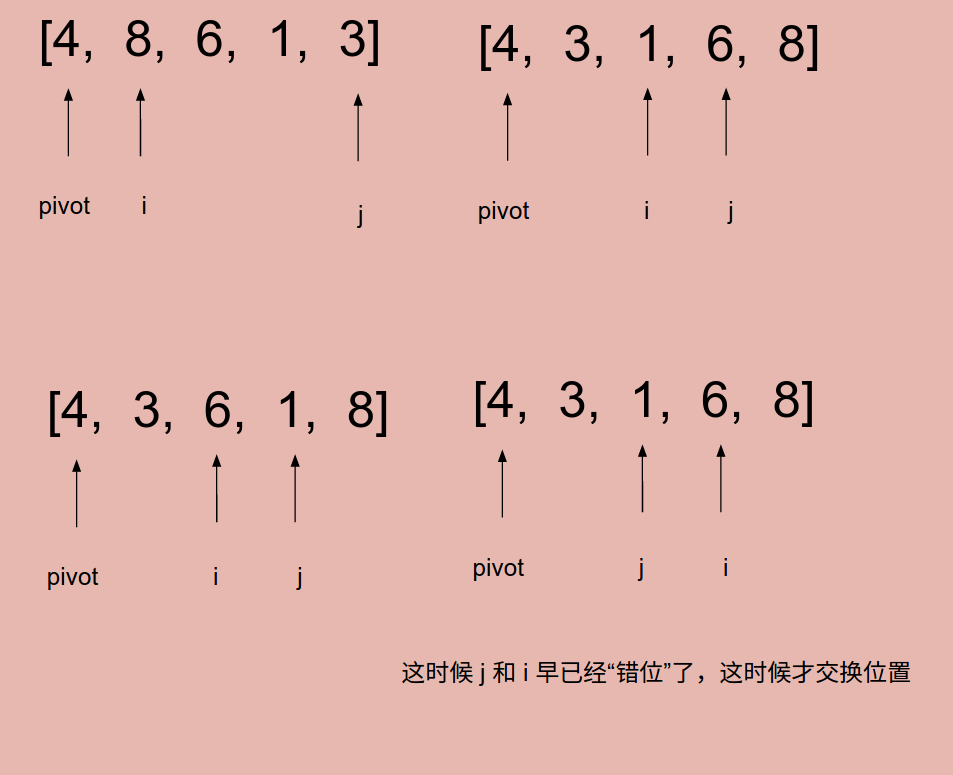 [4, 8, 6, 1, 3]
pivot i j
[4, 3, 1, 6, 8]
pivot i j
[4, 3, 6, 1, 8]
pivot i j
[4, 3, 1, 6, 8]
pivot j i
这时候 j 和 i 早已经“错位”了，这时候才交换位置